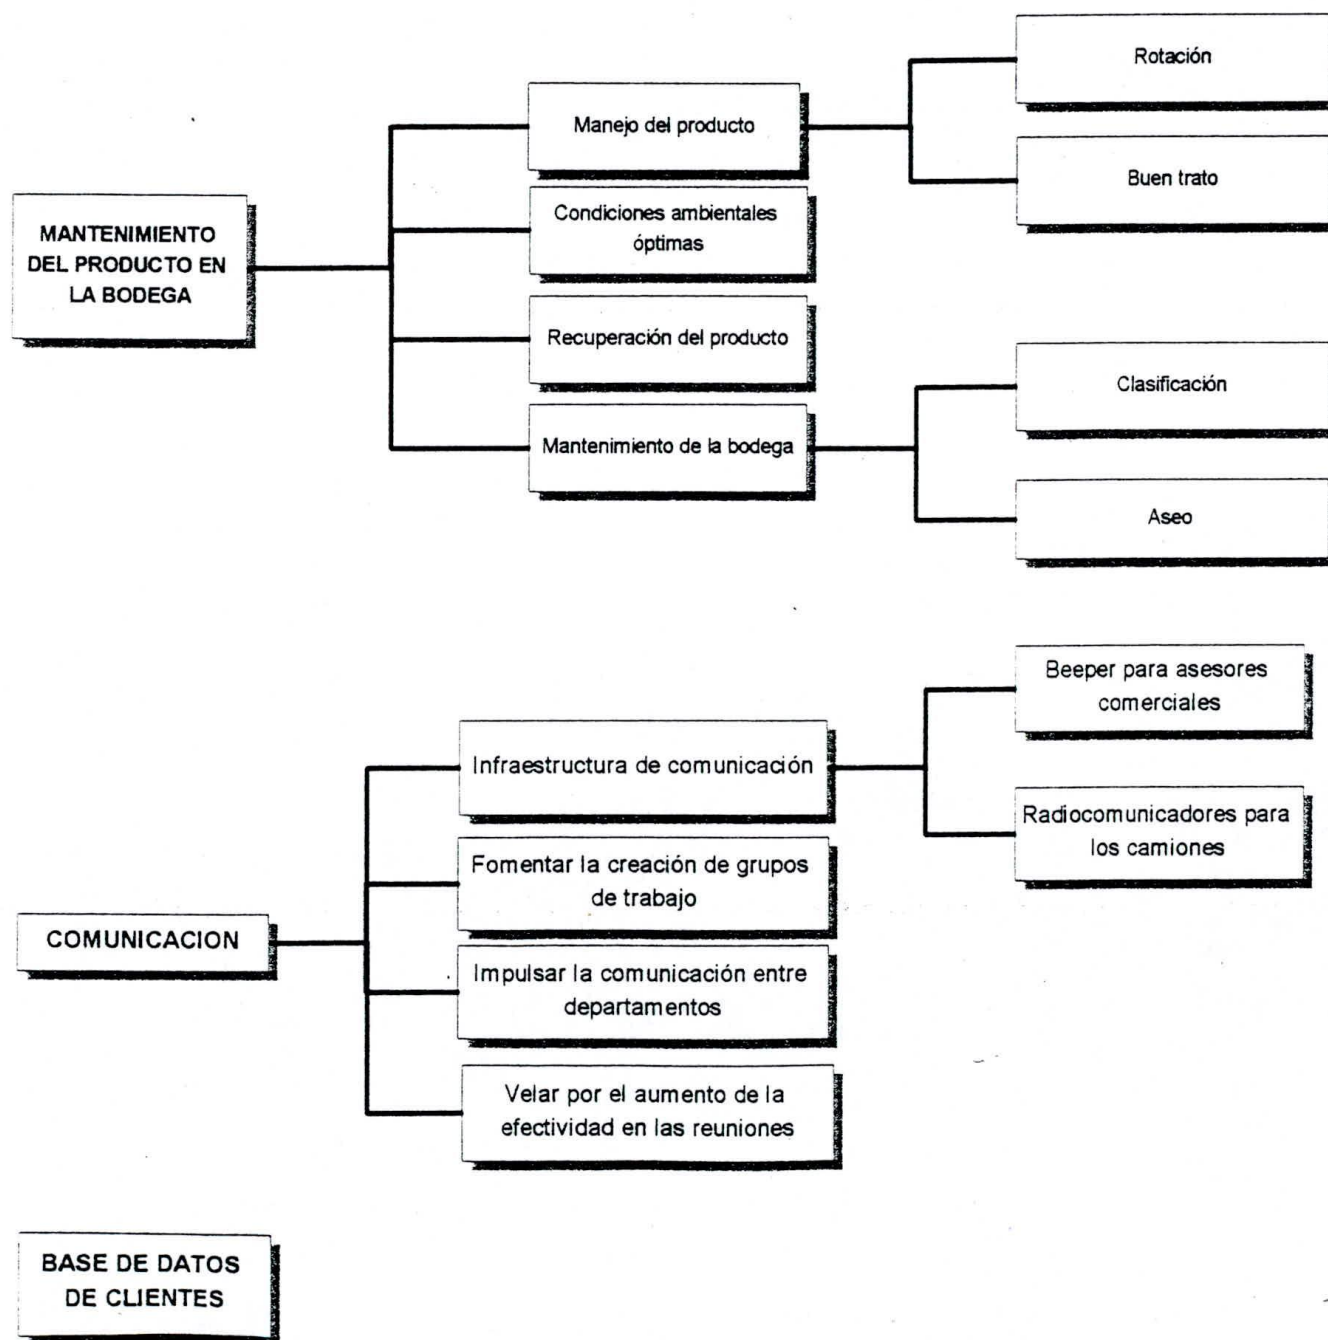 MANTENIMIENTO
DEL PRODUCTO EN
LA BODEGA
Manejo del producto
Condiciones ambientales
óptimas
Recuperación del producto
Mantenimiento de la bodega
Rotación
Buen trato
Clasificación
Aseo
COMUNICACION
Infraestructura de comunicación
Fomentar la creación de grupos
de trabajo
Impulsar la comunicación entre
departamentos
Velar por el aumento de la
efectividad en las reuniones
Beeper para asesores
comerciales
Radiocomunicadores para
los camiones
BASE DE DATOS
DE CLIENTES